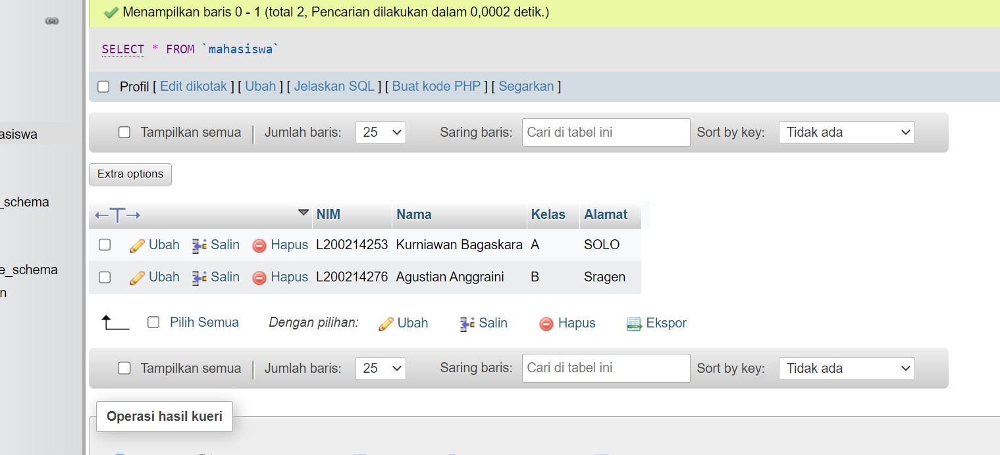 Menampilkan baris 0 - 1 (total 2, Pencarian dilakukan dalam 0,0002 detik.)
SELECT * FROM `mahasiswa`
Profil [ Edit dikotak ] [ Ubah ] [ Jelaskan SQL ] [ Buat kode PHP ] [ Segarkan ]
asiswa
Tampilkan semua | Jumlah baris: 25 Saring baris: Cari di tabel ini Sort by key: Tidak ada
Extra options
_schema
←T→ NIM Nama Kelas Alamat
Ubah Salin Hapus L200214253 Kurniawan Bagaskara A SOLO
e_schema
Ubah Salin Hapus L200214276 Agustian Anggraini B Sragen
n
Pilih Semua Dengan pilihan: Ubah Salin Hapus Ekspor
Tampilkan semua | Jumlah baris: 25 Saring baris: Cari di tabel ini Sort by key: Tidak ada
Operasi hasil kueri